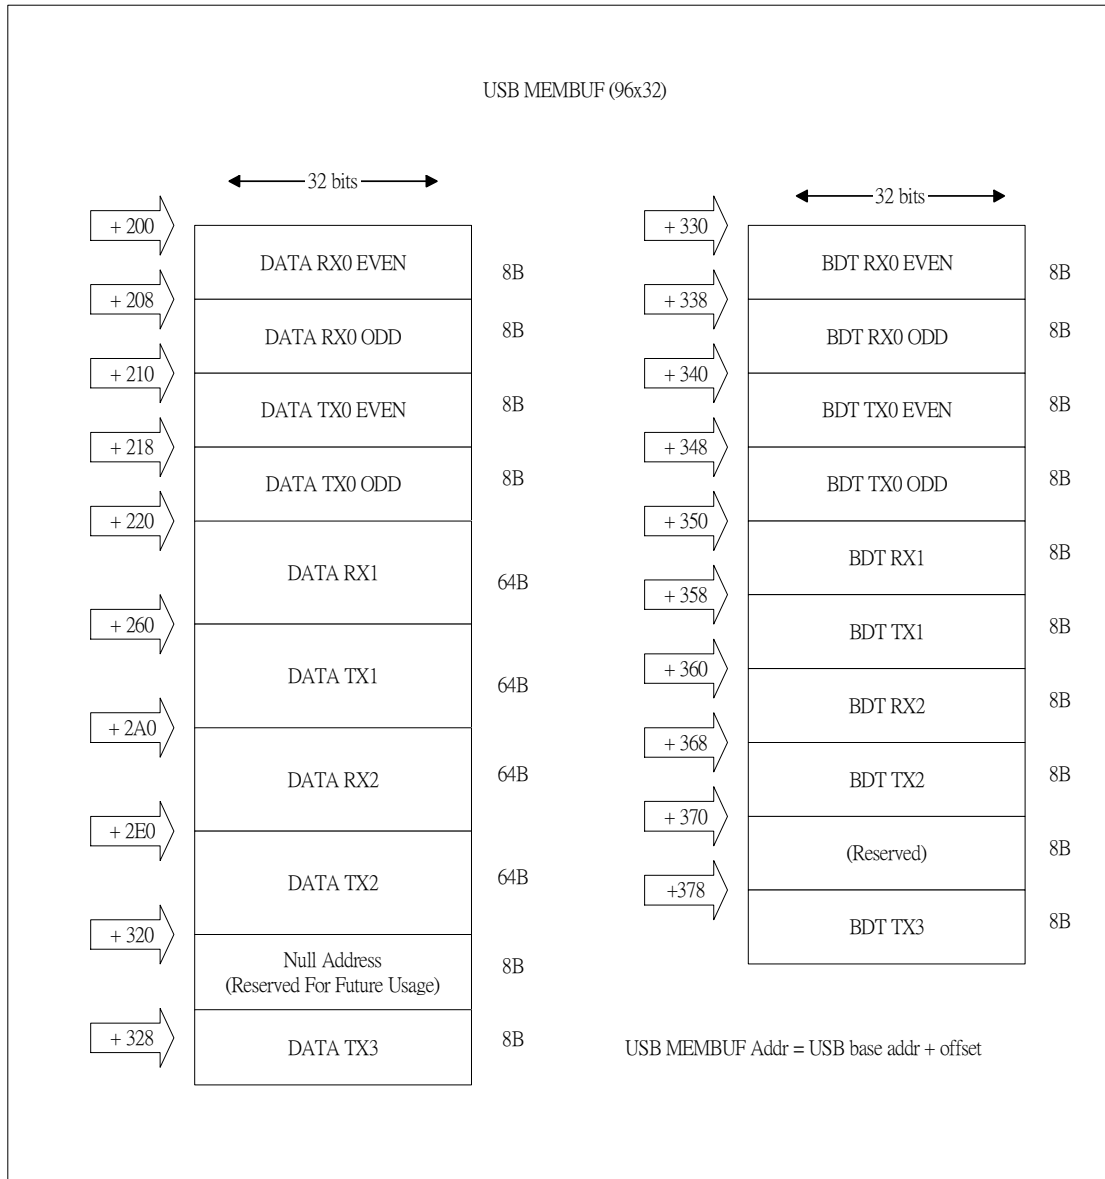 USB MEMBUF (96x32)
32 bits
+ 200
DATA RX0 EVEN
8B
+ 208
DATA RX0 ODD
8B
+ 210
DATA TX0 EVEN
8B
+ 218
DATA TX0 ODD
8B
+ 220
DATA RX1
64B
+ 260
DATA TX1
64B
+ 2A0
DATA RX2
64B
+ 2E0
DATA TX2
64B
+ 320
Null Address
(Reserved For Future Usage)
8B
+ 328
DATA TX3
8B
32 bits
+ 330
BDT RX0 EVEN
8B
+ 338
BDT RX0 ODD
8B
+ 340
BDT TX0 EVEN
8B
+ 348
BDT TX0 ODD
8B
+ 350
BDT RX1
8B
+ 358
BDT TX1
8B
+ 360
BDT RX2
8B
+ 368
BDT TX2
8B
+ 370
(Reserved)
8B
+378
BDT TX3
8B
USB MEMBUF Addr = USB base addr + offset